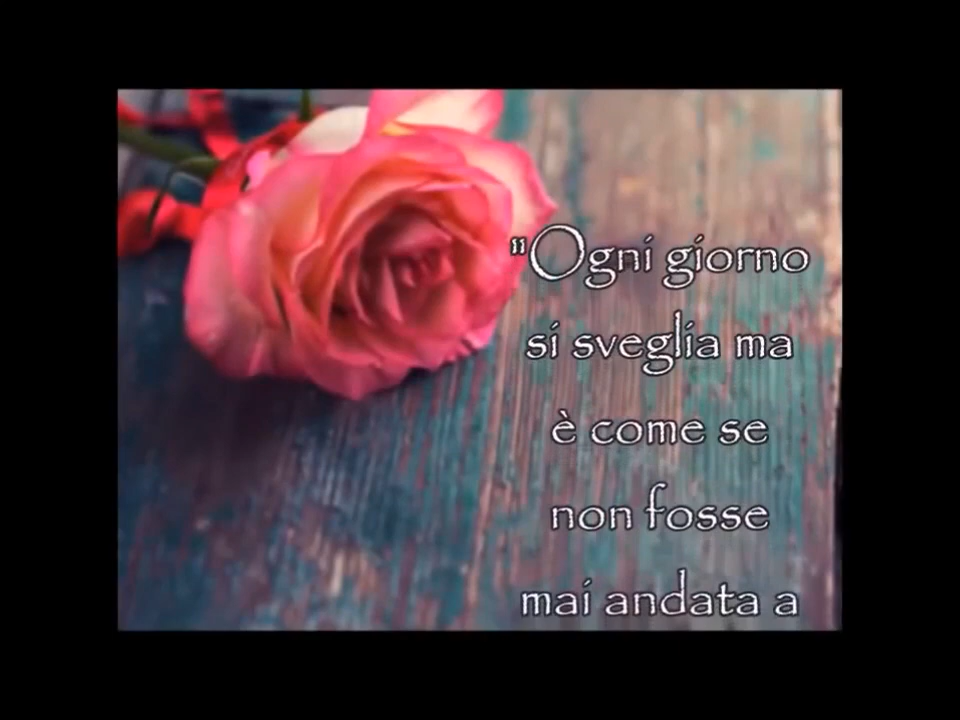 "Ogni giorno
si sveglia ma
è come se
non fosse
mai andata a